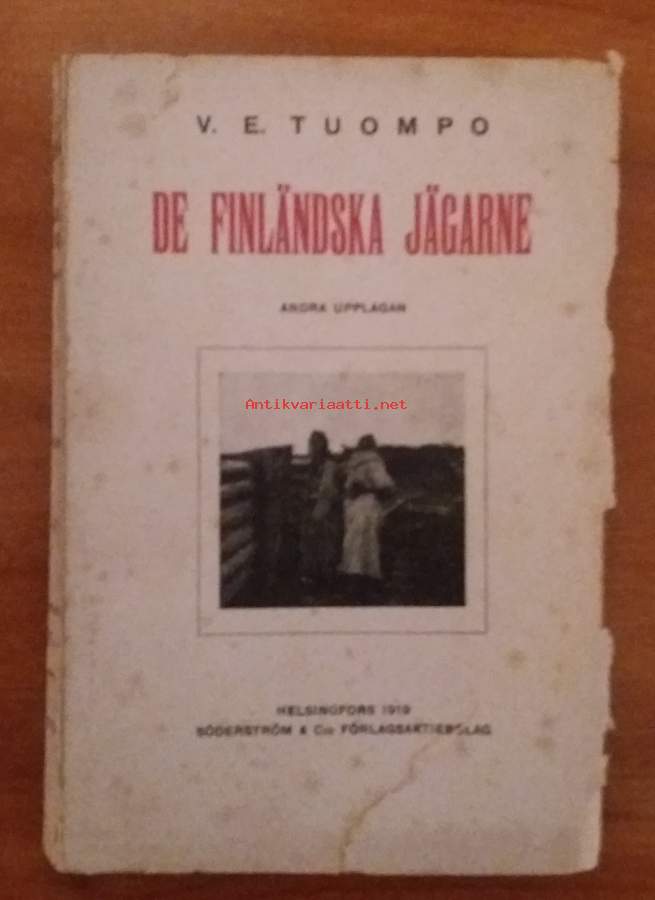 V. E. TUOMPO
DE FINLÄNDSKA JÄGARNE
ANDRA UPPLAGAN
Antikvariaatti.net
HELSINGFORS 1919
SÖDERSTRÖM & Co: FÖRLAGSAKTIEBOLAG